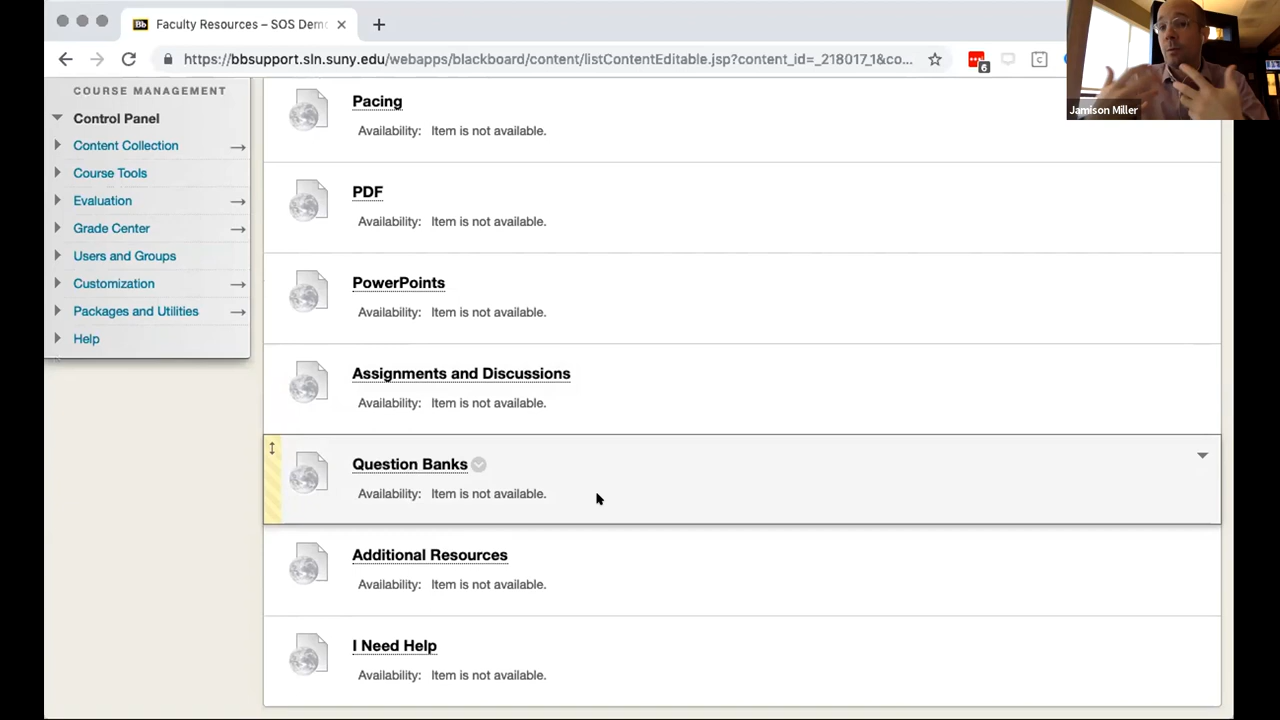 Bb Faculty Resources – SOS Demo
https://bbsupport.sln.suny.edu/webapps/blackboard/content/listContentEditable.jsp?content_id=_218017_1&co...
6
C
Jamison Miller
COURSE MANAGEMENT
Control Panel
Content Collection
Course Tools
Evaluation
Grade Center
Users and Groups
Customization
Packages and Utilities
Help
Pacing
Availability: Item is not available.
PDF
Availability: Item is not available.
PowerPoints
Availability: Item is not available.
Assignments and Discussions
Availability: Item is not available.
Question Banks
Availability: Item is not available.
Additional Resources
Availability: Item is not available.
I Need Help
Availability: Item is not available.